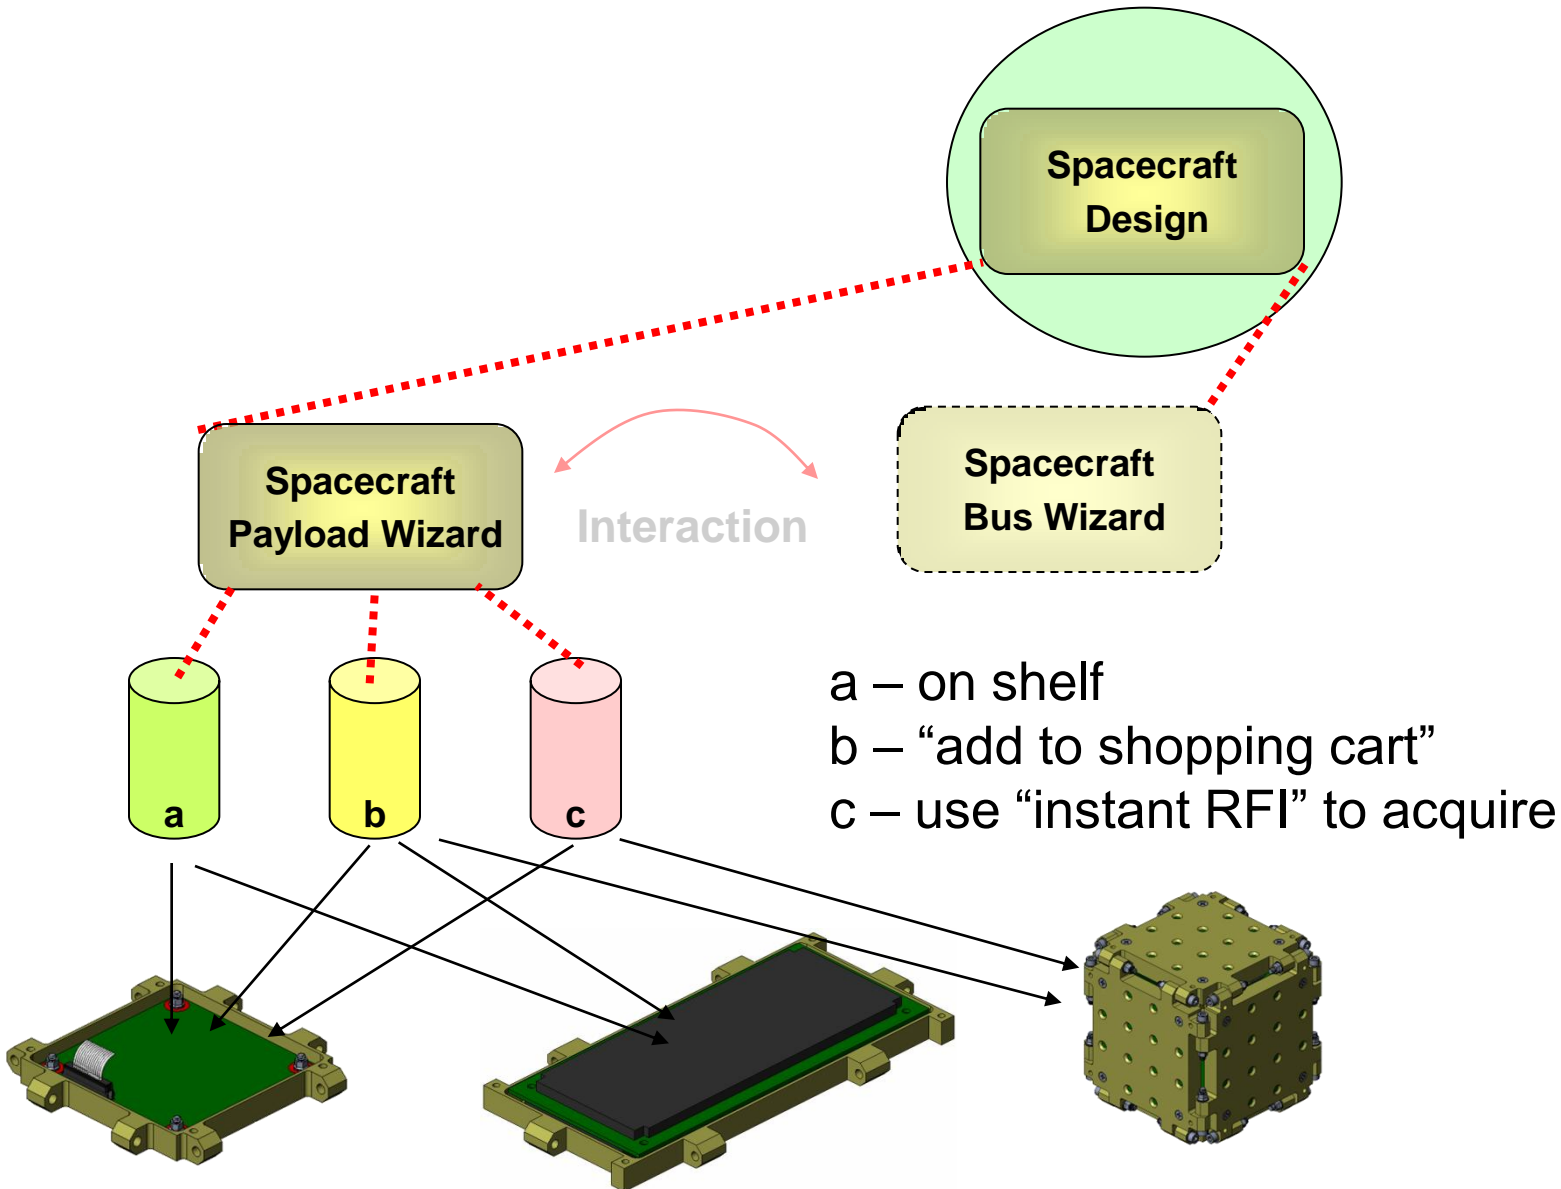 Spacecraft
Design
Spacecraft
Payload Wizard
Interaction
Spacecraft
Bus Wizard
a
b
c
a – on shelf
b – “add to shopping cart”
c – use “instant RFI” to acquire